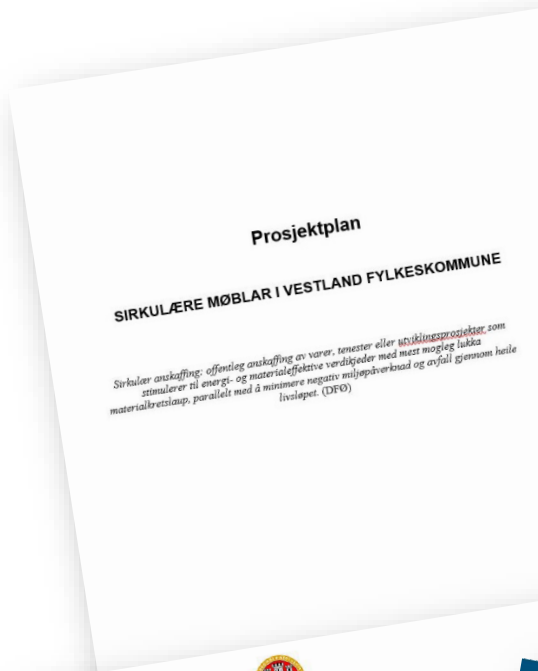 Prosjektplan
SIRKULÆRE MØBLAR I VESTLAND FYLKESKOMMUNE
Sirkulær anskaffing: offentleg anskaffing av varer, tenester eller utviklingsprosjekter som
stimulerer til energi- og materialeffektive verdikjeder med mest mogleg lukka
materialkretslaup, parallelt med å minimere negativ miljøpåverknad og avfall gjennom heile
livsløpet. (DFØ)